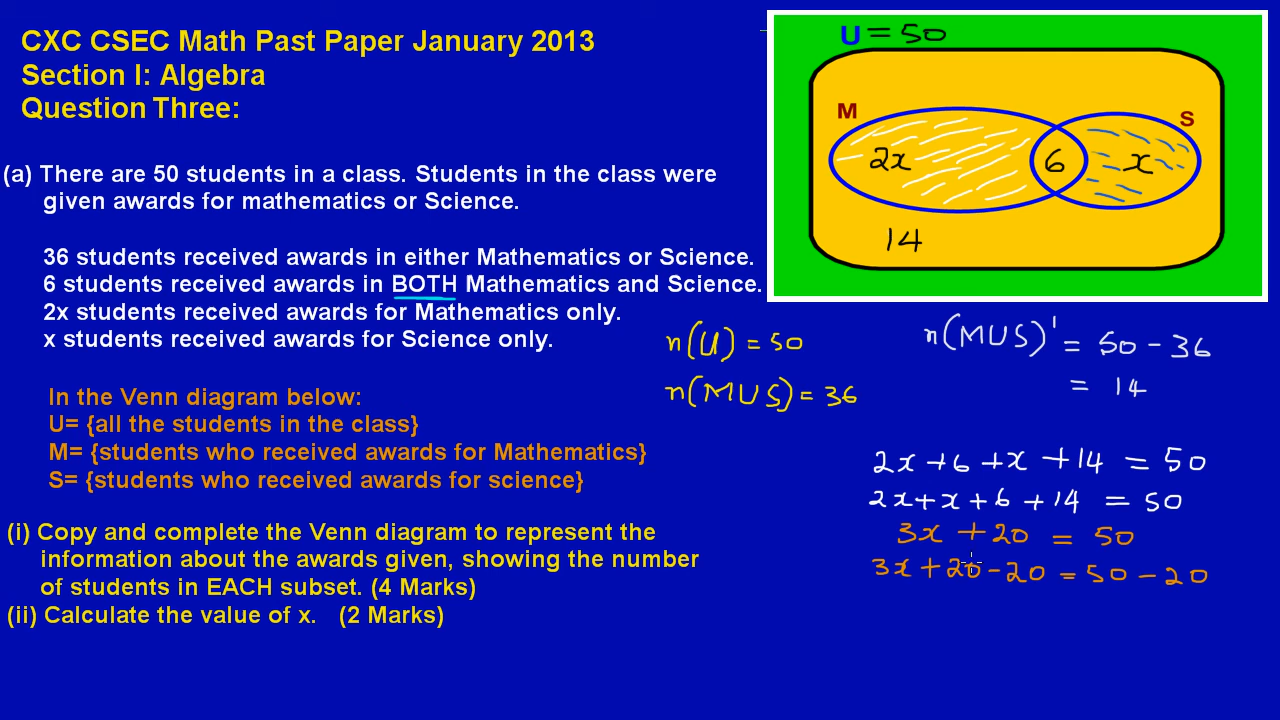 CXC CSEC Math Past Paper January 2013
Section I: Algebra
Question Three:
(a) There are 50 students in a class. Students in the class were
given awards for mathematics or Science.
36 students received awards in either Mathematics or Science.
6 students received awards in BOTH Mathematics and Science.
2x students received awards for Mathematics only.
x students received awards for Science only.
In the Venn diagram below:
U= {all the students in the class}
M= {students who received awards for Mathematics}
S= {students who received awards for science}
(i) Copy and complete the Venn diagram to represent the
information about the awards given, showing the number
of students in EACH subset. (4 Marks)
(ii) Calculate the value of x. (2 Marks)
U = 50
M
S
2x
6
x
14
n(U) = 50
n(MUS) = 36
n(MUS)' = 50 - 36
= 14
2x + 6 + x + 14 = 50
2x + x + 6 + 14 = 50
3x + 20 = 50
3x + 20 - 20 = 50 - 20